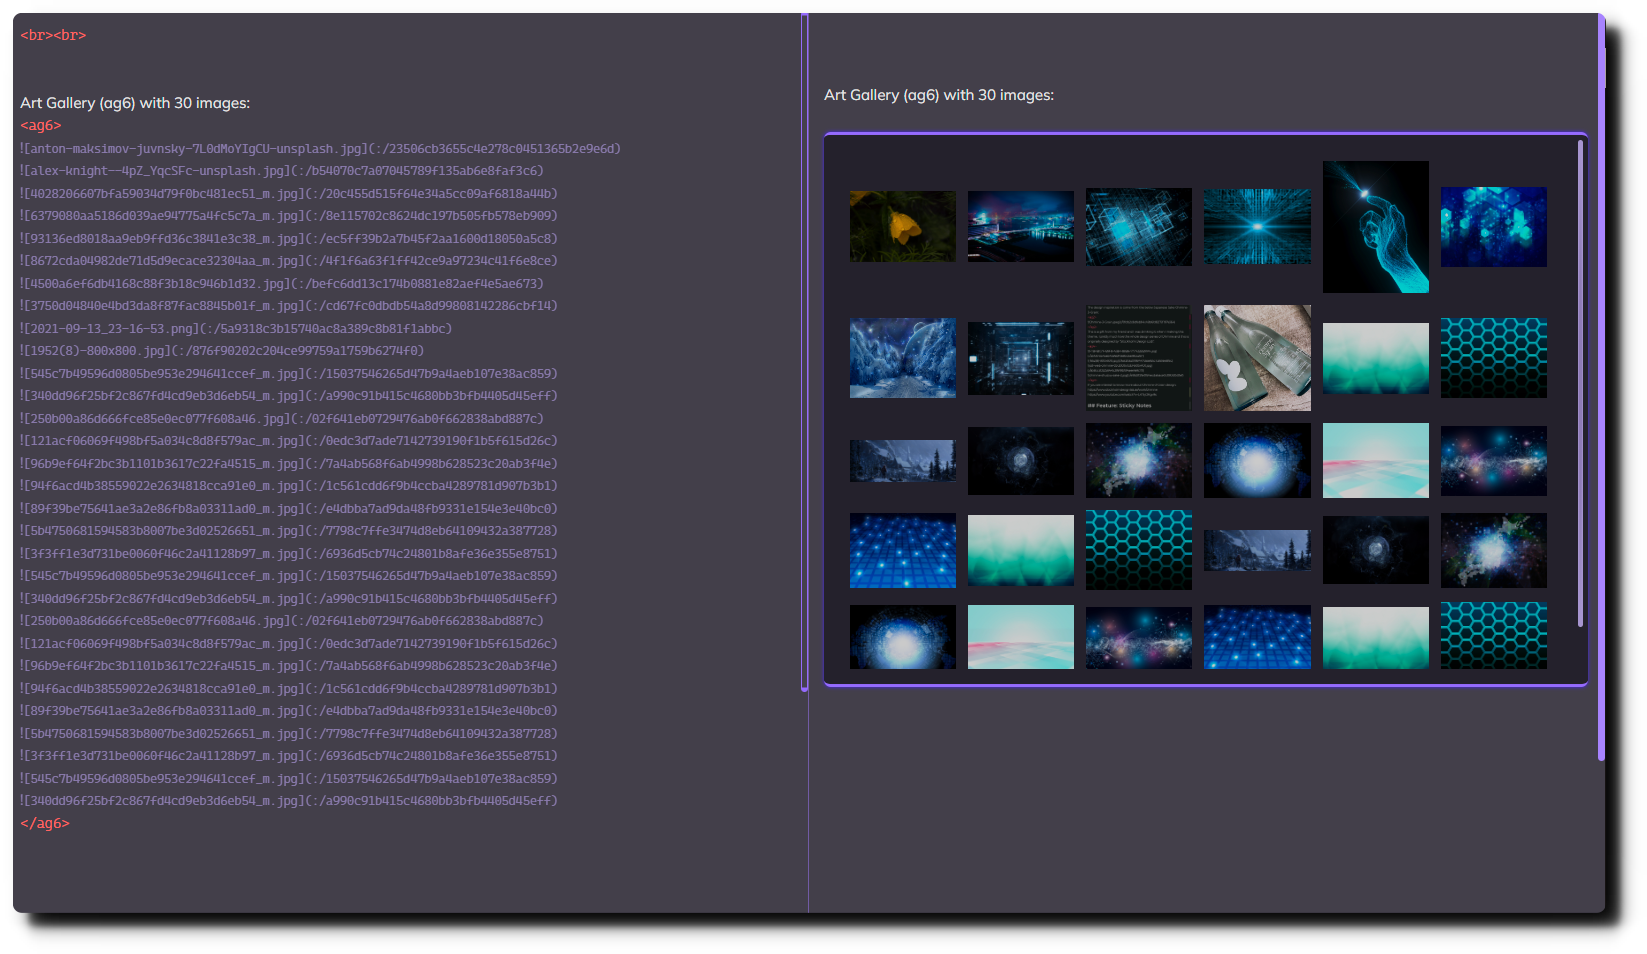 <br><br>
Art Gallery (ag6) with 30 images:
<ag6>
![anton-maksimov-juvnsky-7L0dMoYIgCU-unsplash.jpg](:/23506cb3655c4e278c0451365b2e9e6d)
![alex-knight--4pZ_YqcSFc-unsplash.jpg](:/b54070c7a07045789f135ab6e8faf3c6)
![4028206607bfa59034d79f0bc481ec51_m.jpg](:/20c455d515f64e34a5cc09af6818a44b)
![6379080aa5186d039ae94775a4fc5c7a_m.jpg](:/8e115702c8624dc197b505fb578eb909)
![93136ed8018aa9eb9ffd36c3841e3c38_m.jpg](:/ec5ff39b2a7b45f2aa1600d18050a5c8)
![8672cda04982de71d5d9ecace32304aa_m.jpg](:/4f1f6a63f1ff42ce9a97234c41f6e8ce)
![4500a6ef6db4168c88f3b18c946b1d32.jpg](:/befc6dd13c174b0881e82aef4e5ae673)
![3750d04840e4bd3da8f87fac8845b01f_m.jpg](:/cd67fc0dbdb54a8d99808142286cbf14)
![2021-09-13_23-16-53.png](:/5a9318c3b15740ac8a389c8b81f1abbc)
![1952(8)-800x800.jpg](:/876f90202c204ce99759a1759b6274f0)
![545c7b49596d0805be953e294641ccef_m.jpg](:/15037546265d47b9a4aeb107e38ac859)
![340dd96f25bf2c867fd4cd9eb3d6eb54_m.jpg](:/a990c91b415c4680bb3bfb4405d45eff)
![250b00a86d666fce85e0ec077f608a46.jpg](:/02f641eb0729476ab0f662838abd887c)
![121acf06069f498bf5a034c8d8f579ac_m.jpg](:/0edc3d7ade7142739190f1b5f615d26c)
![96b9ef64f2bc3b1101b3617c22fa4515_m.jpg](:/7a4ab568f6ab4998b628523c20ab3f4e)
![94f6acd4b38559022e2634818cca91e0_m.jpg](:/1c561cdd6f9b4ccba4289781d907b3b1)
![89f39be75641ae3a2e86fb8a03311ad0_m.jpg](:/e4dbba7ad9da48fb9331e154e3e40bc0)
![5b4750681594583b8007be3d02526651_m.jpg](:/7798c7ffe3474d8eb64109432a387728)
![3f3ff1e3d731be0060f46c2a41128b97_m.jpg](:/6936d5cb74c24801b8afe36e355e8751)
![545c7b49596d0805be953e294641ccef_m.jpg](:/15037546265d47b9a4aeb107e38ac859)
![340dd96f25bf2c867fd4cd9eb3d6eb54_m.jpg](:/a990c91b415c4680bb3bfb4405d45eff)
![250b00a86d666fce85e0ec077f608a46.jpg](:/02f641eb0729476ab0f662838abd887c)
![121acf06069f498bf5a034c8d8f579ac_m.jpg](:/0edc3d7ade7142739190f1b5f615d26c)
![96b9ef64f2bc3b1101b3617c22fa4515_m.jpg](:/7a4ab568f6ab4998b628523c20ab3f4e)
![94f6acd4b38559022e2634818cca91e0_m.jpg](:/1c561cdd6f9b4ccba4289781d907b3b1)
![89f39be75641ae3a2e86fb8a03311ad0_m.jpg](:/e4dbba7ad9da48fb9331e154e3e40bc0)
![5b4750681594583b8007be3d02526651_m.jpg](:/7798c7ffe3474d8eb64109432a387728)
![3f3ff1e3d731be0060f46c2a41128b97_m.jpg](:/6936d5cb74c24801b8afe36e355e8751)
![545c7b49596d0805be953e294641ccef_m.jpg](:/15037546265d47b9a4aeb107e38ac859)
![340dd96f25bf2c867fd4cd9eb3d6eb54_m.jpg](:/a990c91b415c4680bb3bfb4405d45eff)
</ag6>
Art Gallery (ag6) with 30 images:
## Feature: Sticky Notes